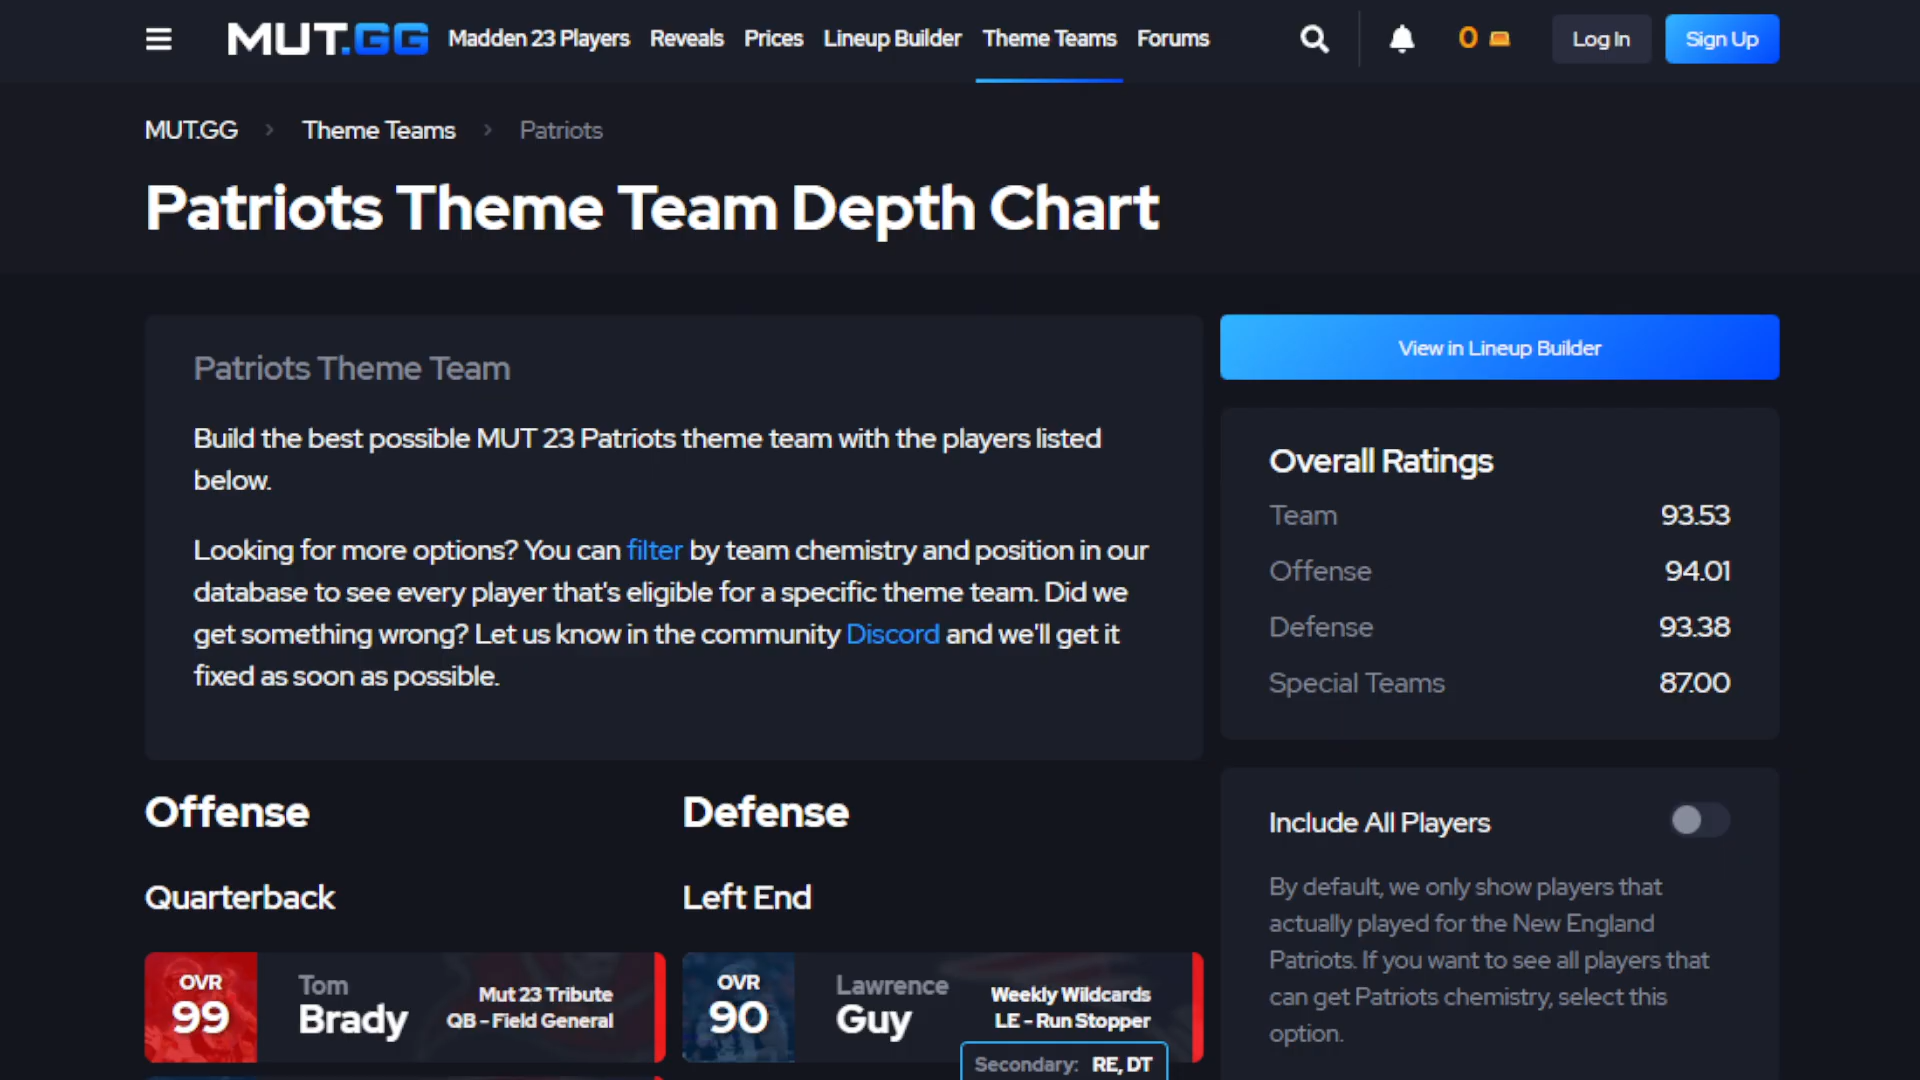 MUT.GG
Madden 23 Players
Reveals
Prices
Lineup Builder
Theme Teams
Forums
0
Log In
Sign Up
MUT.GG > Theme Teams > Patriots
Patriots Theme Team Depth Chart
Patriots Theme Team
Build the best possible MUT 23 Patriots theme team with the players listed
below.
Looking for more options? You can filter by team chemistry and position in our
database to see every player that's eligible for a specific theme team. Did we
get something wrong? Let us know in the community Discord and we'll get it
fixed as soon as possible.
View in Lineup Builder
Overall Ratings
Team 93.53
Offense 94.01
Defense 93.38
Special Teams 87.00
Include All Players
By default, we only show players that
actually played for the New England
Patriots. If you want to see all players that
can get Patriots chemistry, select this
option.
Offense
Quarterback
OVR
99
Tom
Brady
Mut 23 Tribute
QB - Field General
Defense
Left End
OVR
90
Lawrence
Guy
Weekly Wildcards
LE - Run Stopper
Secondary: RE, DT